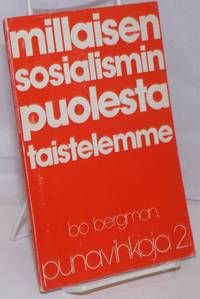 millaisen
sosialismin
puolesta
taistelemme
bo bergman.
punavihkoja/2.